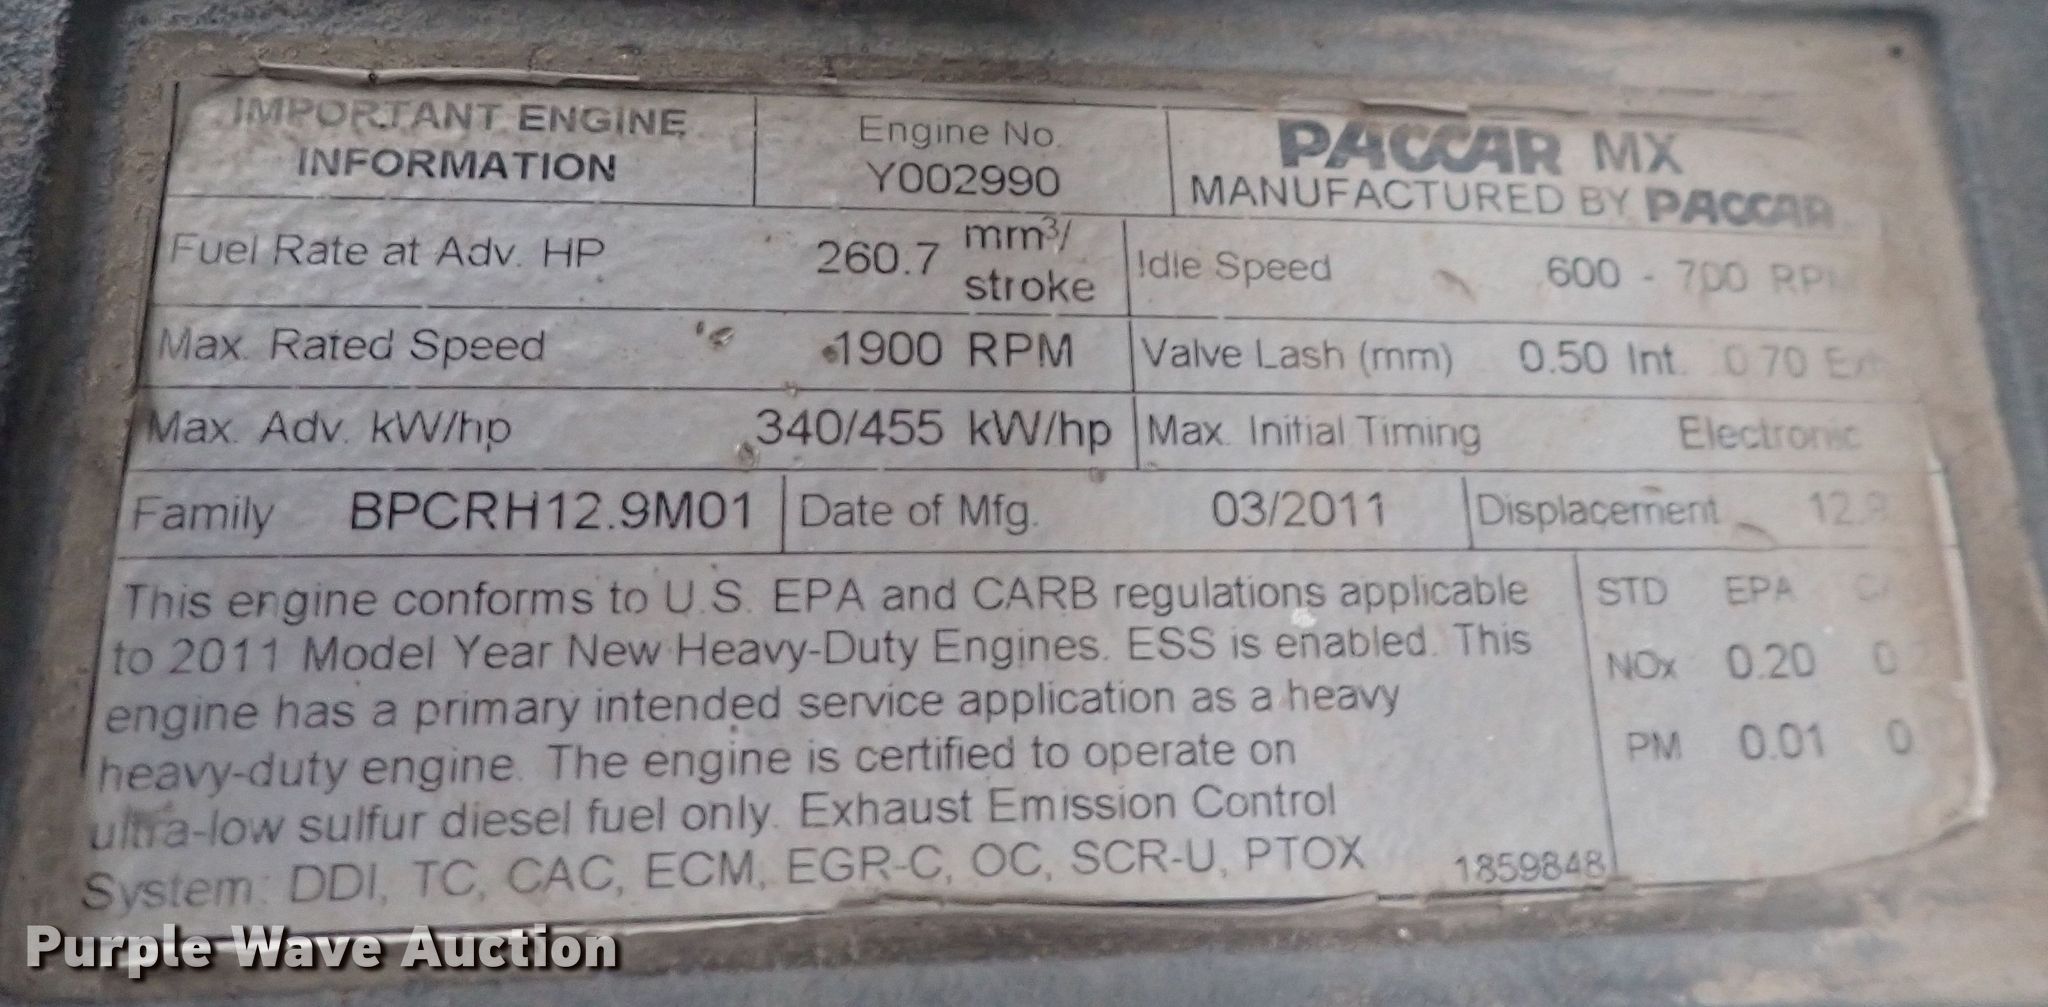 IMPORTANT ENGINE
INFORMATION
Engine No.
Y002990
PACCAR MX
MANUFACTURED BY PACCAR
Fuel Rate at Adv. HP 260.7 mm³/
stroke
Idle Speed 600 - 700 RPM
Max. Rated Speed 1900 RPM
Valve Lash (mm) 0.50 Int. 0.70
Max. Adv. kW/hp 340/455 kW/hp
Max. Initial Timing Electronic
Family BPCRH12.9M01
Date of Mfg. 03/2011
Displacement
This engine conforms to U.S. EPA and CARB regulations applicable
to 2011 Model Year New Heavy-Duty Engines. ESS is enabled. This
engine has a primary intended service application as a heavy
heavy-duty engine. The engine is certified to operate on
ultra-low sulfur diesel fuel only. Exhaust Emission Control
System: DDI, TC, CAC, ECM, EGR-C, OC, SCR-U, PTOX
1859848
STD EPA
NOx 0.20
PM 0.01
Purple Wave Auction